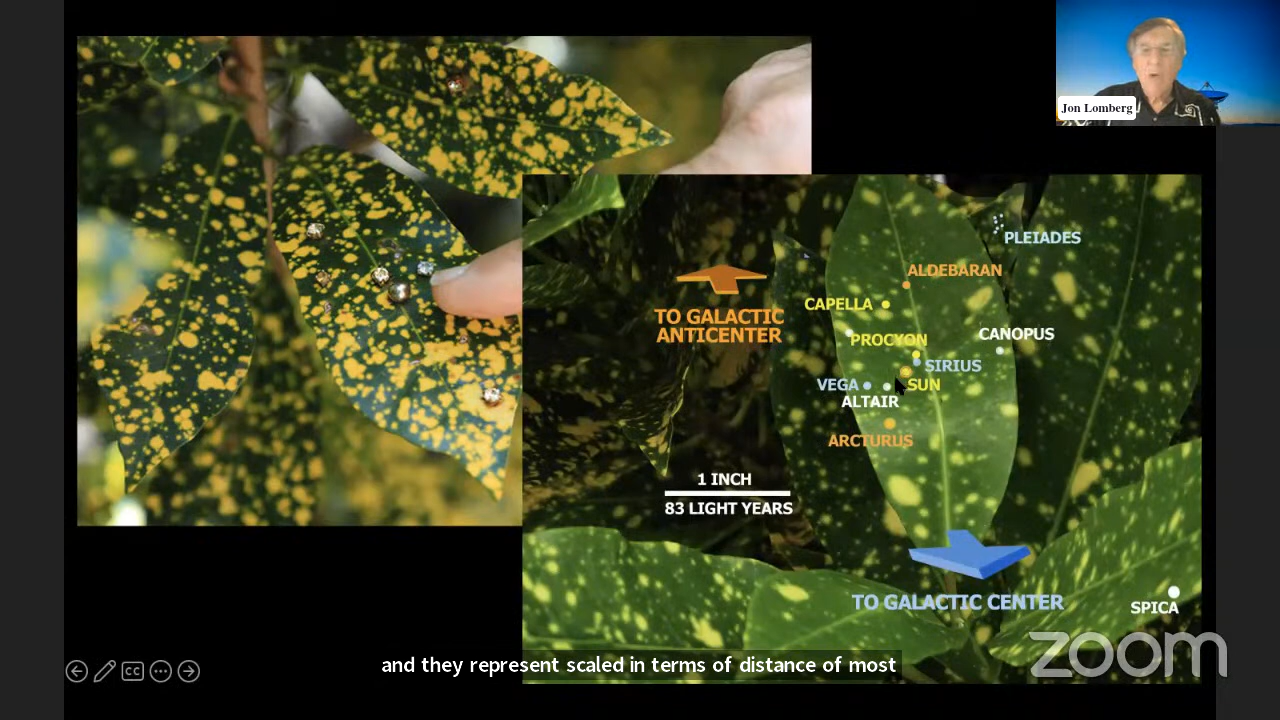 Jon Lomberg
PLEIADES
ALDEBARAN
TO GALACTIC
ANTICENTER
CAPELLA
PROCYON
CANOPUS
SIRIUS
VEGA
SUN
ALTAIR
ARCTURUS
1 INCH
83 LIGHT YEARS
TO GALACTIC CENTER
SPICA
zoom
CC
and they represent scaled in terms of distance of most